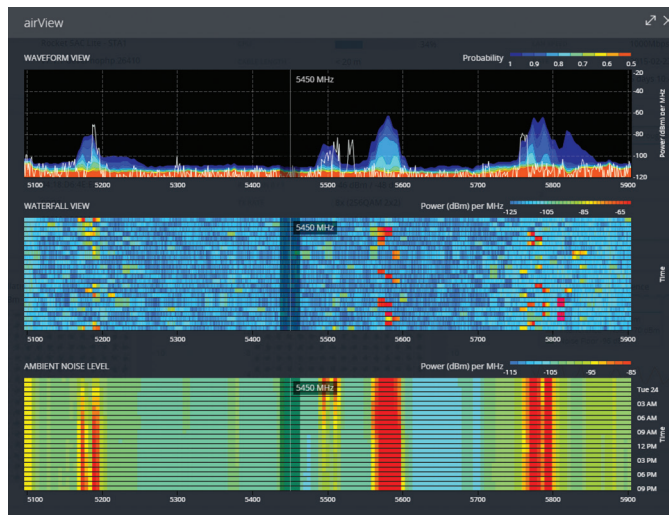 airView
WAVEFORM VIEW
Probability
1 0.9 0.8 0.7 0.6 0.5
5450 MHz
-20
-40
-60
-80
-100
-120
Power (dBm) per MHz
5100 5200 5300 5400 5500 5600 5700 5800 5900
WATERFALL VIEW
Power (dBm) per MHz
-125 -105 -85 -65
5450 MHz
Time
5100 5200 5300 5400 5500 5600 5700 5800 5900
AMBIENT NOISE LEVEL
Power (dBm) per MHz
-115 -105 -95 -85
5450 MHz
Tue 24
03 AM
06 AM
09 AM
12 PM
03 PM
06 PM
09 PM
Time
5100 5200 5300 5400 5500 5600 5700 5800 5900